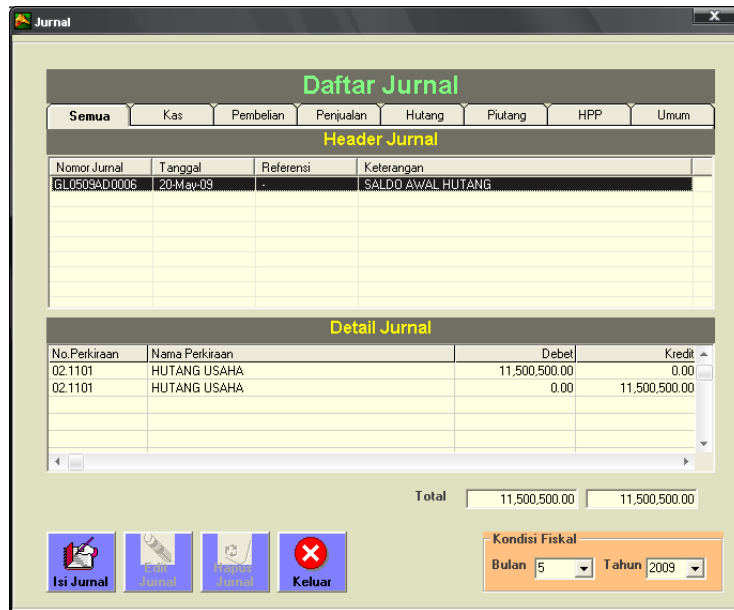 Jurnal
X
Daftar Jurnal
Semua Kas Pembelian Penjualan Hutang Piutang HPP Umum
Header Jurnal
Nomor Jurnal Tanggal Referensi Keterangan
GL0509AD0006 20-May-09 - SALDO AWAL HUTANG
Detail Jurnal
No.Perkiraan Nama Perkiraan Debet Kredit
02.1101 HUTANG USAHA 11,500,500.00 0.00
02.1101 HUTANG USAHA 0.00 11,500,500.00
Total 11,500,500.00 11,500,500.00
Isi Jurnal
Edit Jurnal
Hapus Jurnal
Keluar
Kondisi Fiskal
Bulan 5 Tahun 2009